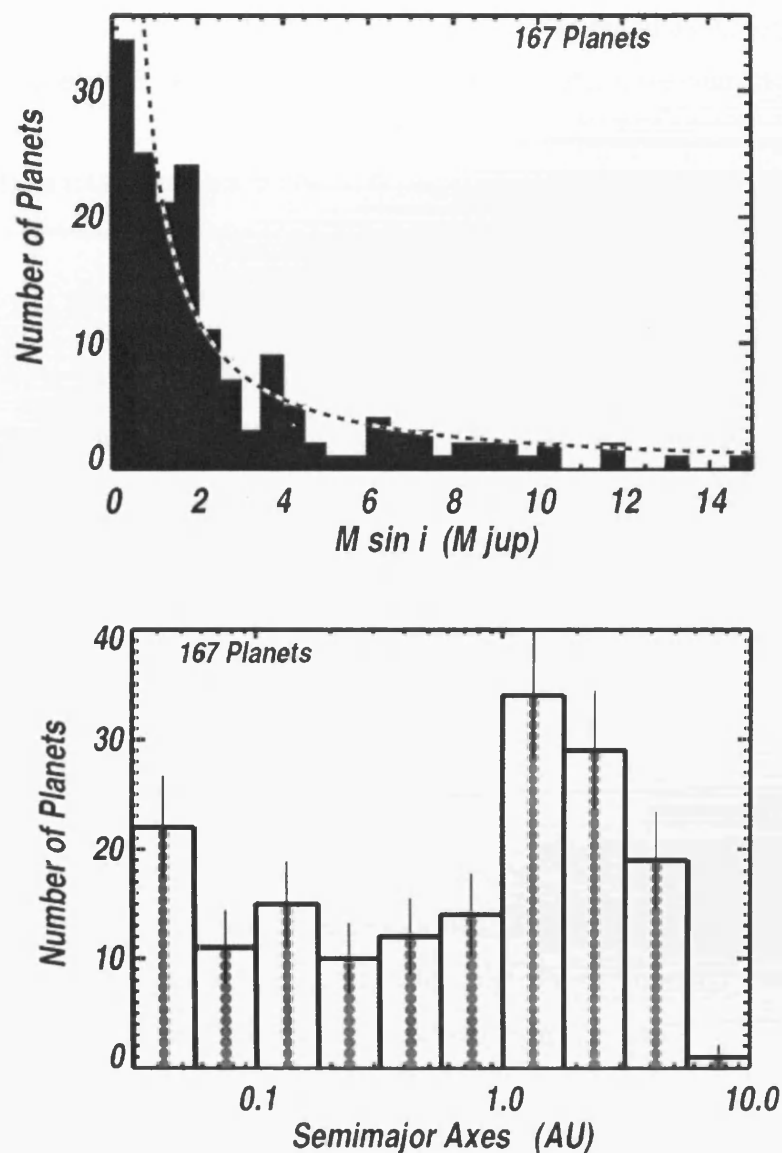 167 Planets
30
20
10
0
Number of Planets
0 2 4 6 8 10 12 14
M sin i (M jup)
40
167 Planets
30
20
10
0
Number of Planets
0.1 1.0 10.0
Semimajor Axes (AU)